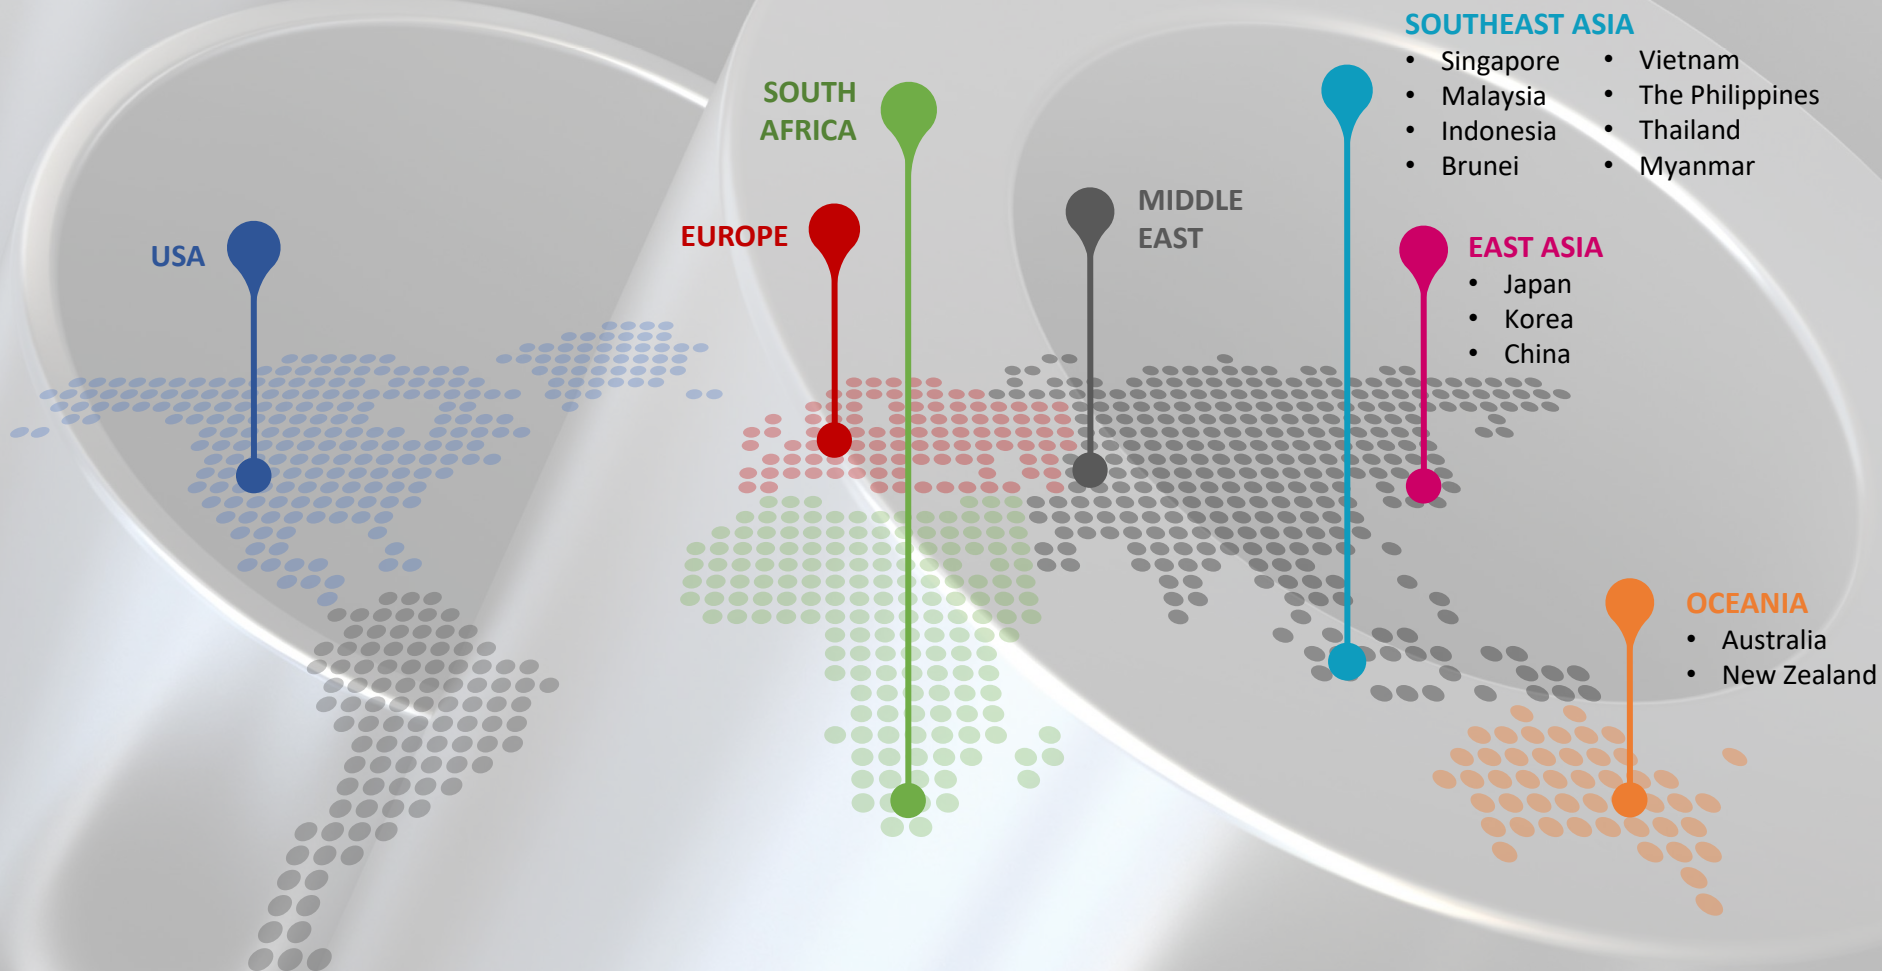 USA
EUROPE
SOUTH
AFRICA
MIDDLE
EAST
SOUTHEAST ASIA
• Singapore
• Malaysia
• Indonesia
• Brunei
• Vietnam
• The Philippines
• Thailand
• Myanmar
EAST ASIA
• Japan
• Korea
• China
OCEANIA
• Australia
• New Zealand